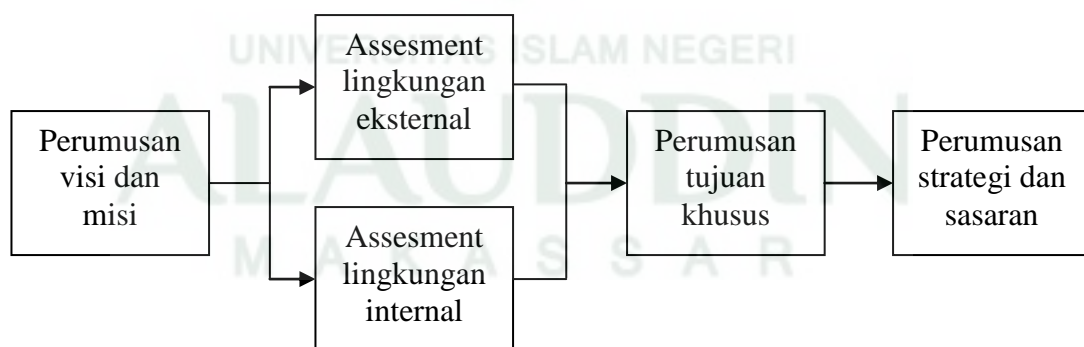 UNIVERSITAS ISLAM NEGERI
ALAUDDIN
MAKASSAR
Perumusan
visi dan
misi
Assesment
lingkungan
eksternal
Assesment
lingkungan
internal
Perumusan
tujuan
khusus
Perumusan
strategi dan
sasaran